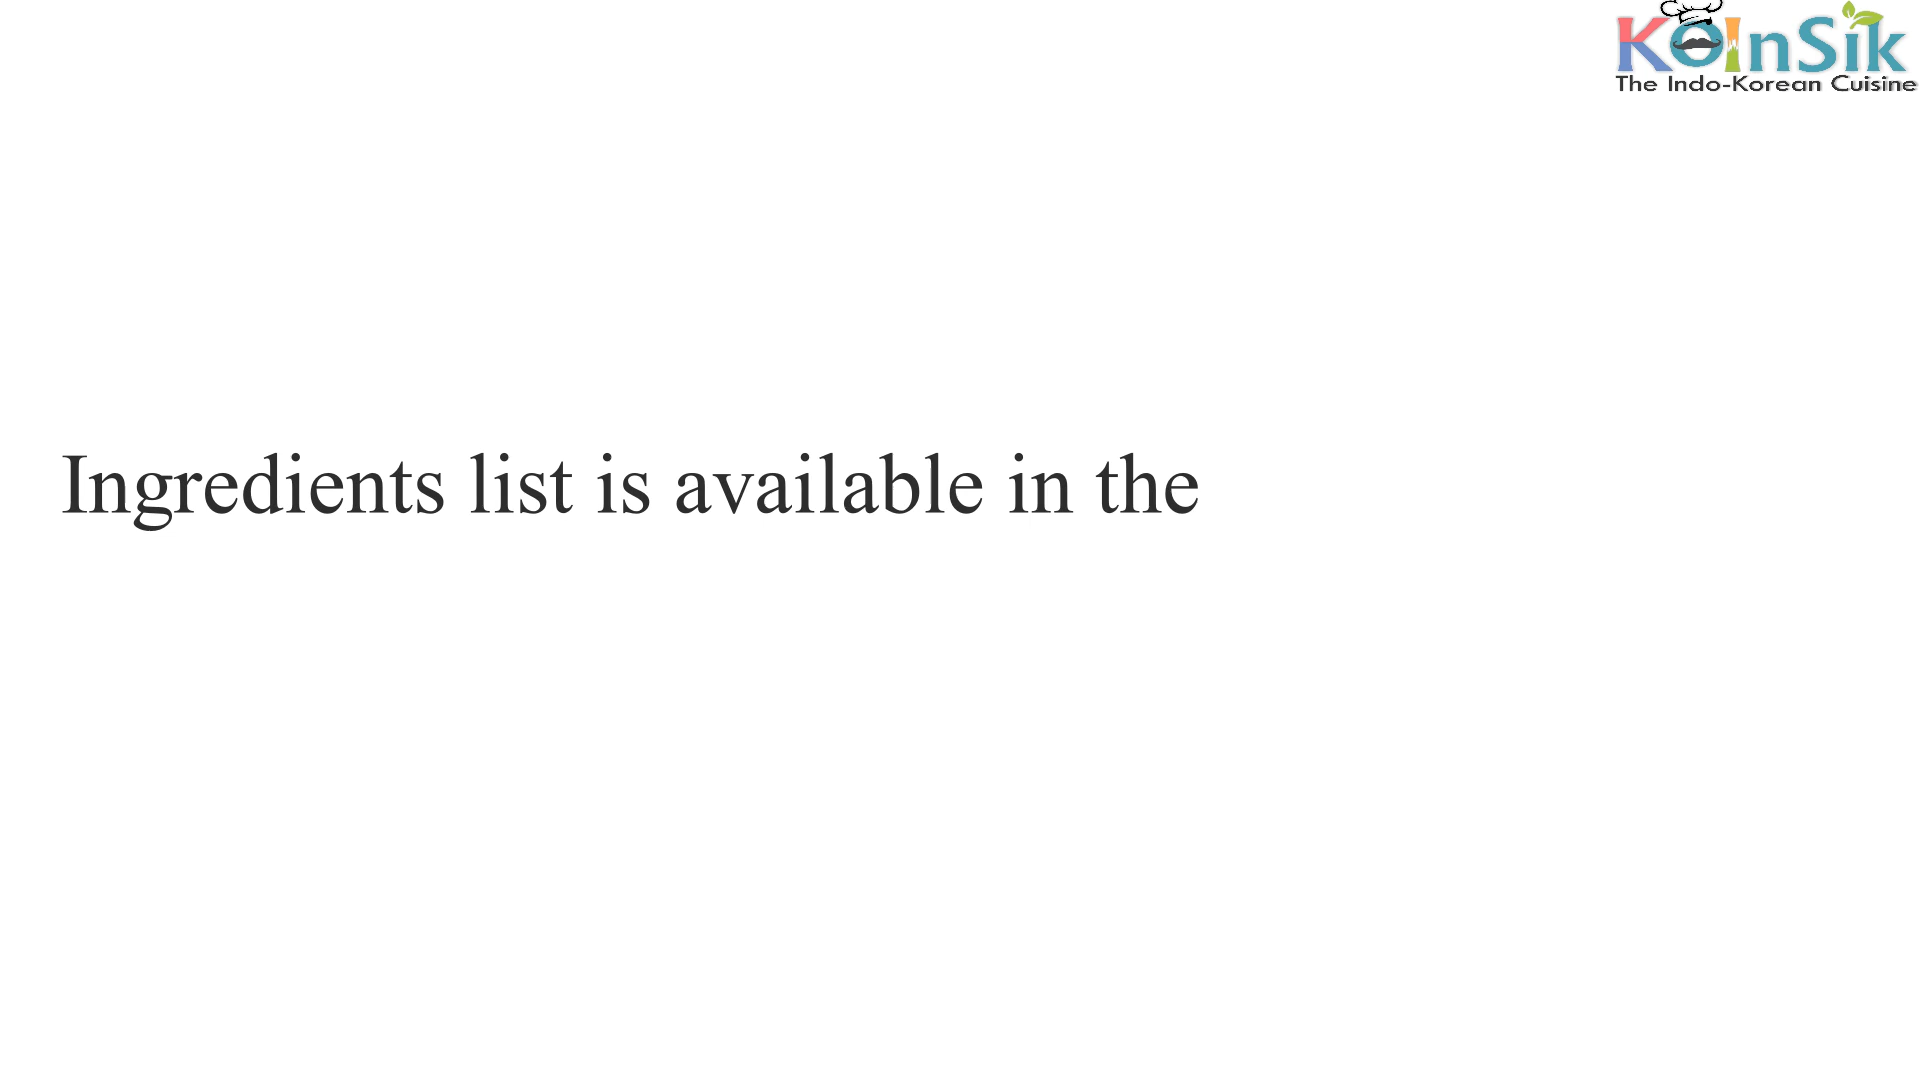 KoInSik
The Indo-Korean Cuisine
Ingredients list is available in the